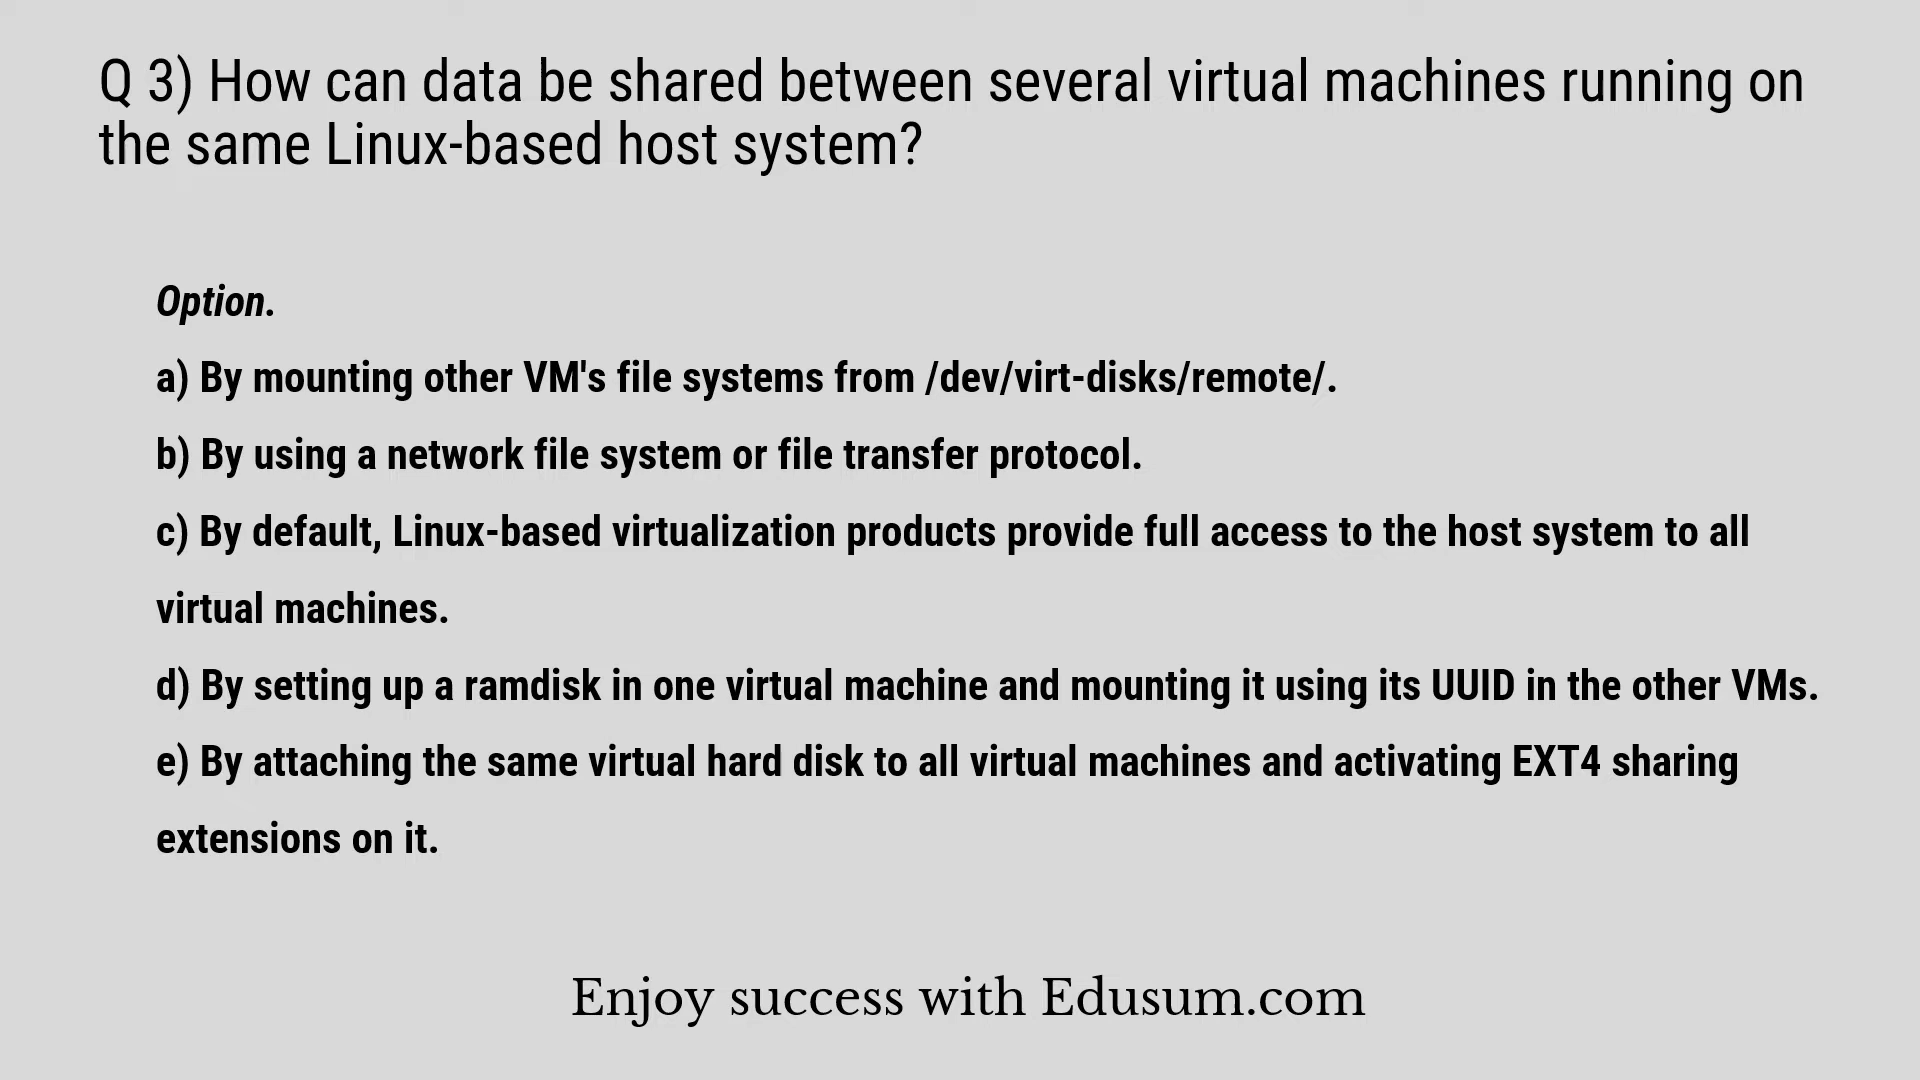 Q 3) How can data be shared between several virtual machines running on
the same Linux-based host system?
Option.
a) By mounting other VM's file systems from /dev/virt-disks/remote/.
b) By using a network file system or file transfer protocol.
c) By default, Linux-based virtualization products provide full access to the host system to all
virtual machines.
d) By setting up a ramdisk in one virtual machine and mounting it using its UUID in the other VMs.
e) By attaching the same virtual hard disk to all virtual machines and activating EXT4 sharing
extensions on it.
Enjoy success with Edusum.com